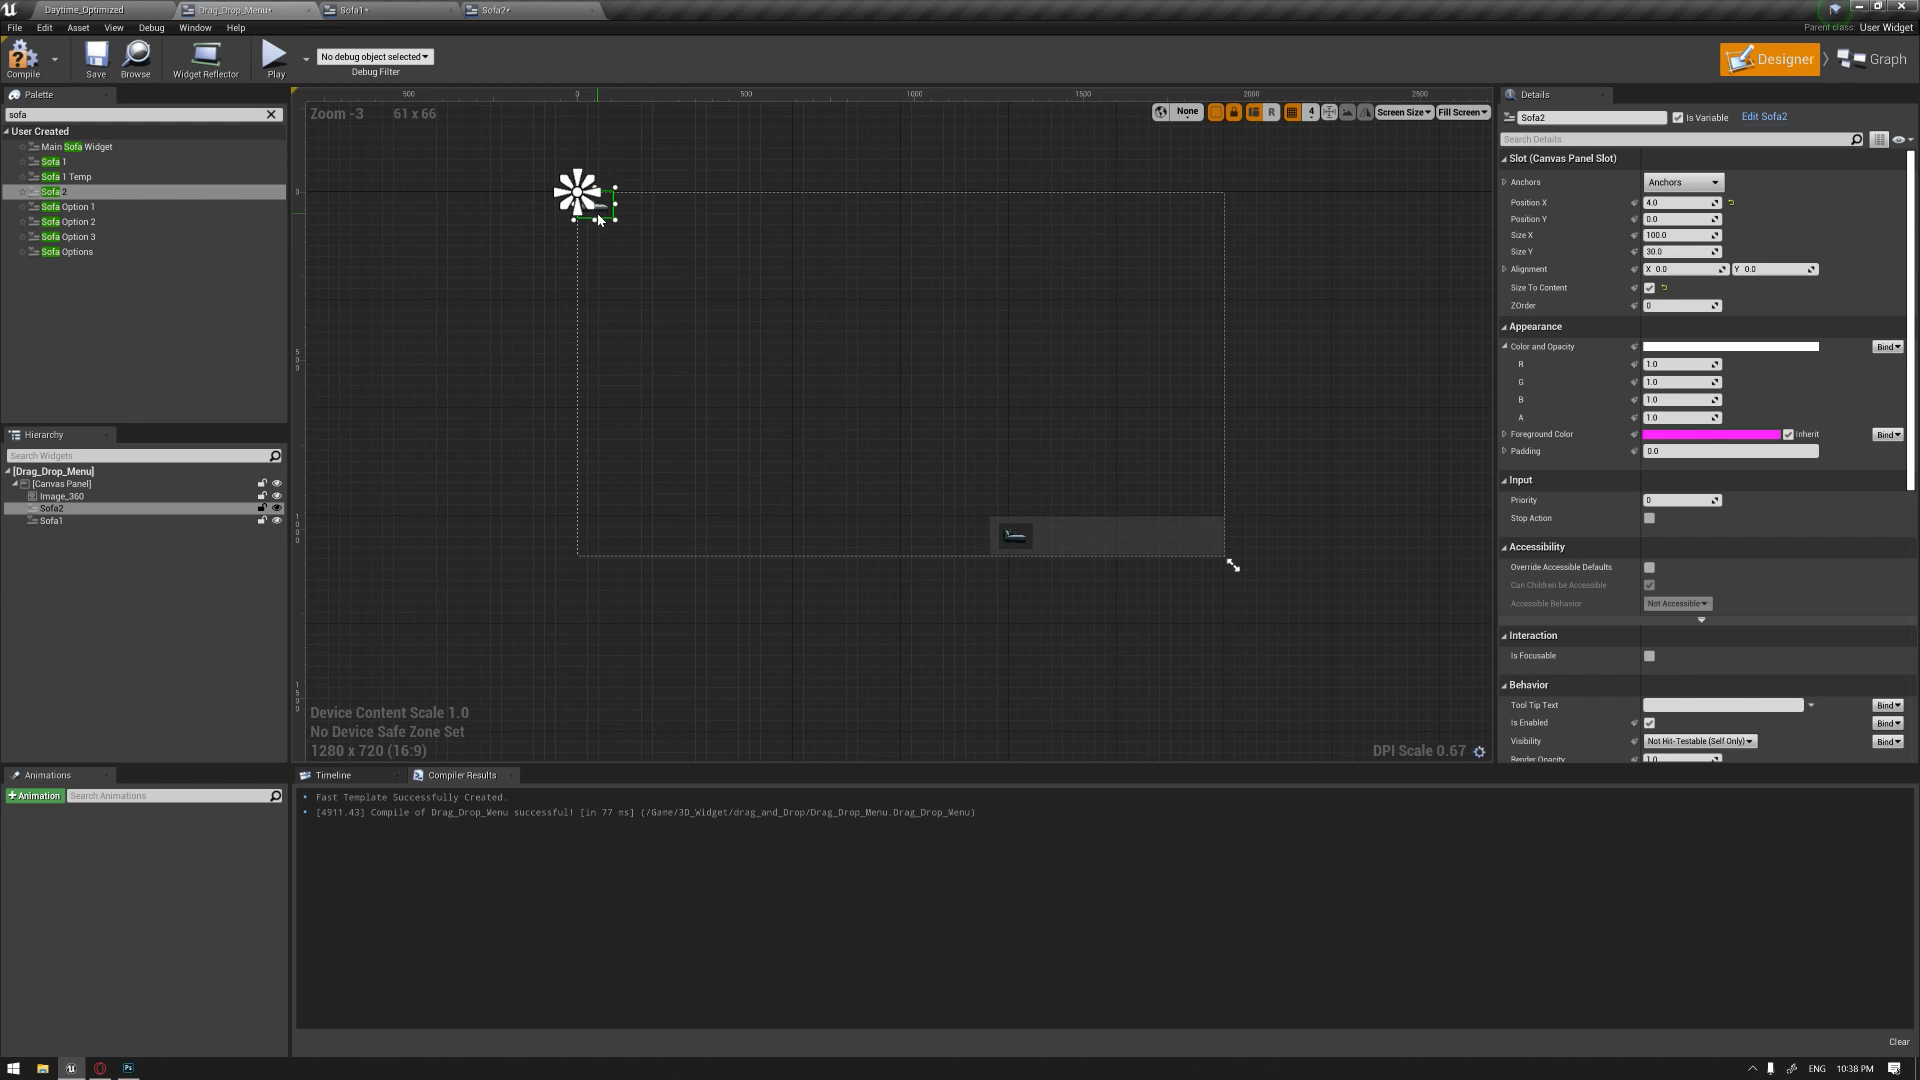 Daytime_Optimized
Drag_Drop_Menu*
Sofa1*
Sofa2*
File Edit Asset View Debug Window Help
Parent class: User Widget
Compile
Save
Browse
Widget Reflector
Play
No debug object selected
Debug Filter
Designer
Graph
Palette
sofa
User Created
Main Sofa Widget
Sofa 1
Sofa 1 Temp
Sofa 2
Sofa Option 1
Sofa Option 2
Sofa Option 3
Sofa Options
Hierarchy
Search Widgets
[Drag_Drop_Menu]
[Canvas Panel]
Image_360
Sofa2
Sofa1
Animations
+ Animation
Search Animations
500 0 500 1000 1500 2000 2500
Zoom -3
61 x 66
None
R
4
Screen Size
Fill Screen
0
500
1000
1500
Device Content Scale 1.0
No Device Safe Zone Set
1280 x 720 (16:9)
DPI Scale 0.67
Timeline
Compiler Results
Fast Template Successfully Created.
[4911.43] Compile of Drag_Drop_Menu successful! [in 77 ms] (/Game/3D_Widget/drag_and_Drop/Drag_Drop_Menu.Drag_Drop_Menu)
Clear
Details
Sofa2
Is Variable
Edit Sofa2
Search Details
Slot (Canvas Panel Slot)
Anchors
Anchors
Position X 4.0
Position Y 0.0
Size X 100.0
Size Y 30.0
Alignment X 0.0 Y 0.0
Size To Content
ZOrder 0
Appearance
Color and Opacity Bind
R 1.0
G 1.0
B 1.0
A 1.0
Foreground Color Inherit Bind
Padding 0.0
Input
Priority 0
Stop Action
Accessibility
Override Accessible Defaults
Can Children be Accessible
Accessible Behavior Not Accessible
Interaction
Is Focusable
Behavior
Tool Tip Text Bind
Is Enabled Bind
Visibility Not Hit-Testable (Self Only) Bind
Render Opacity 1.0
Ps
ENG 10:38 PM